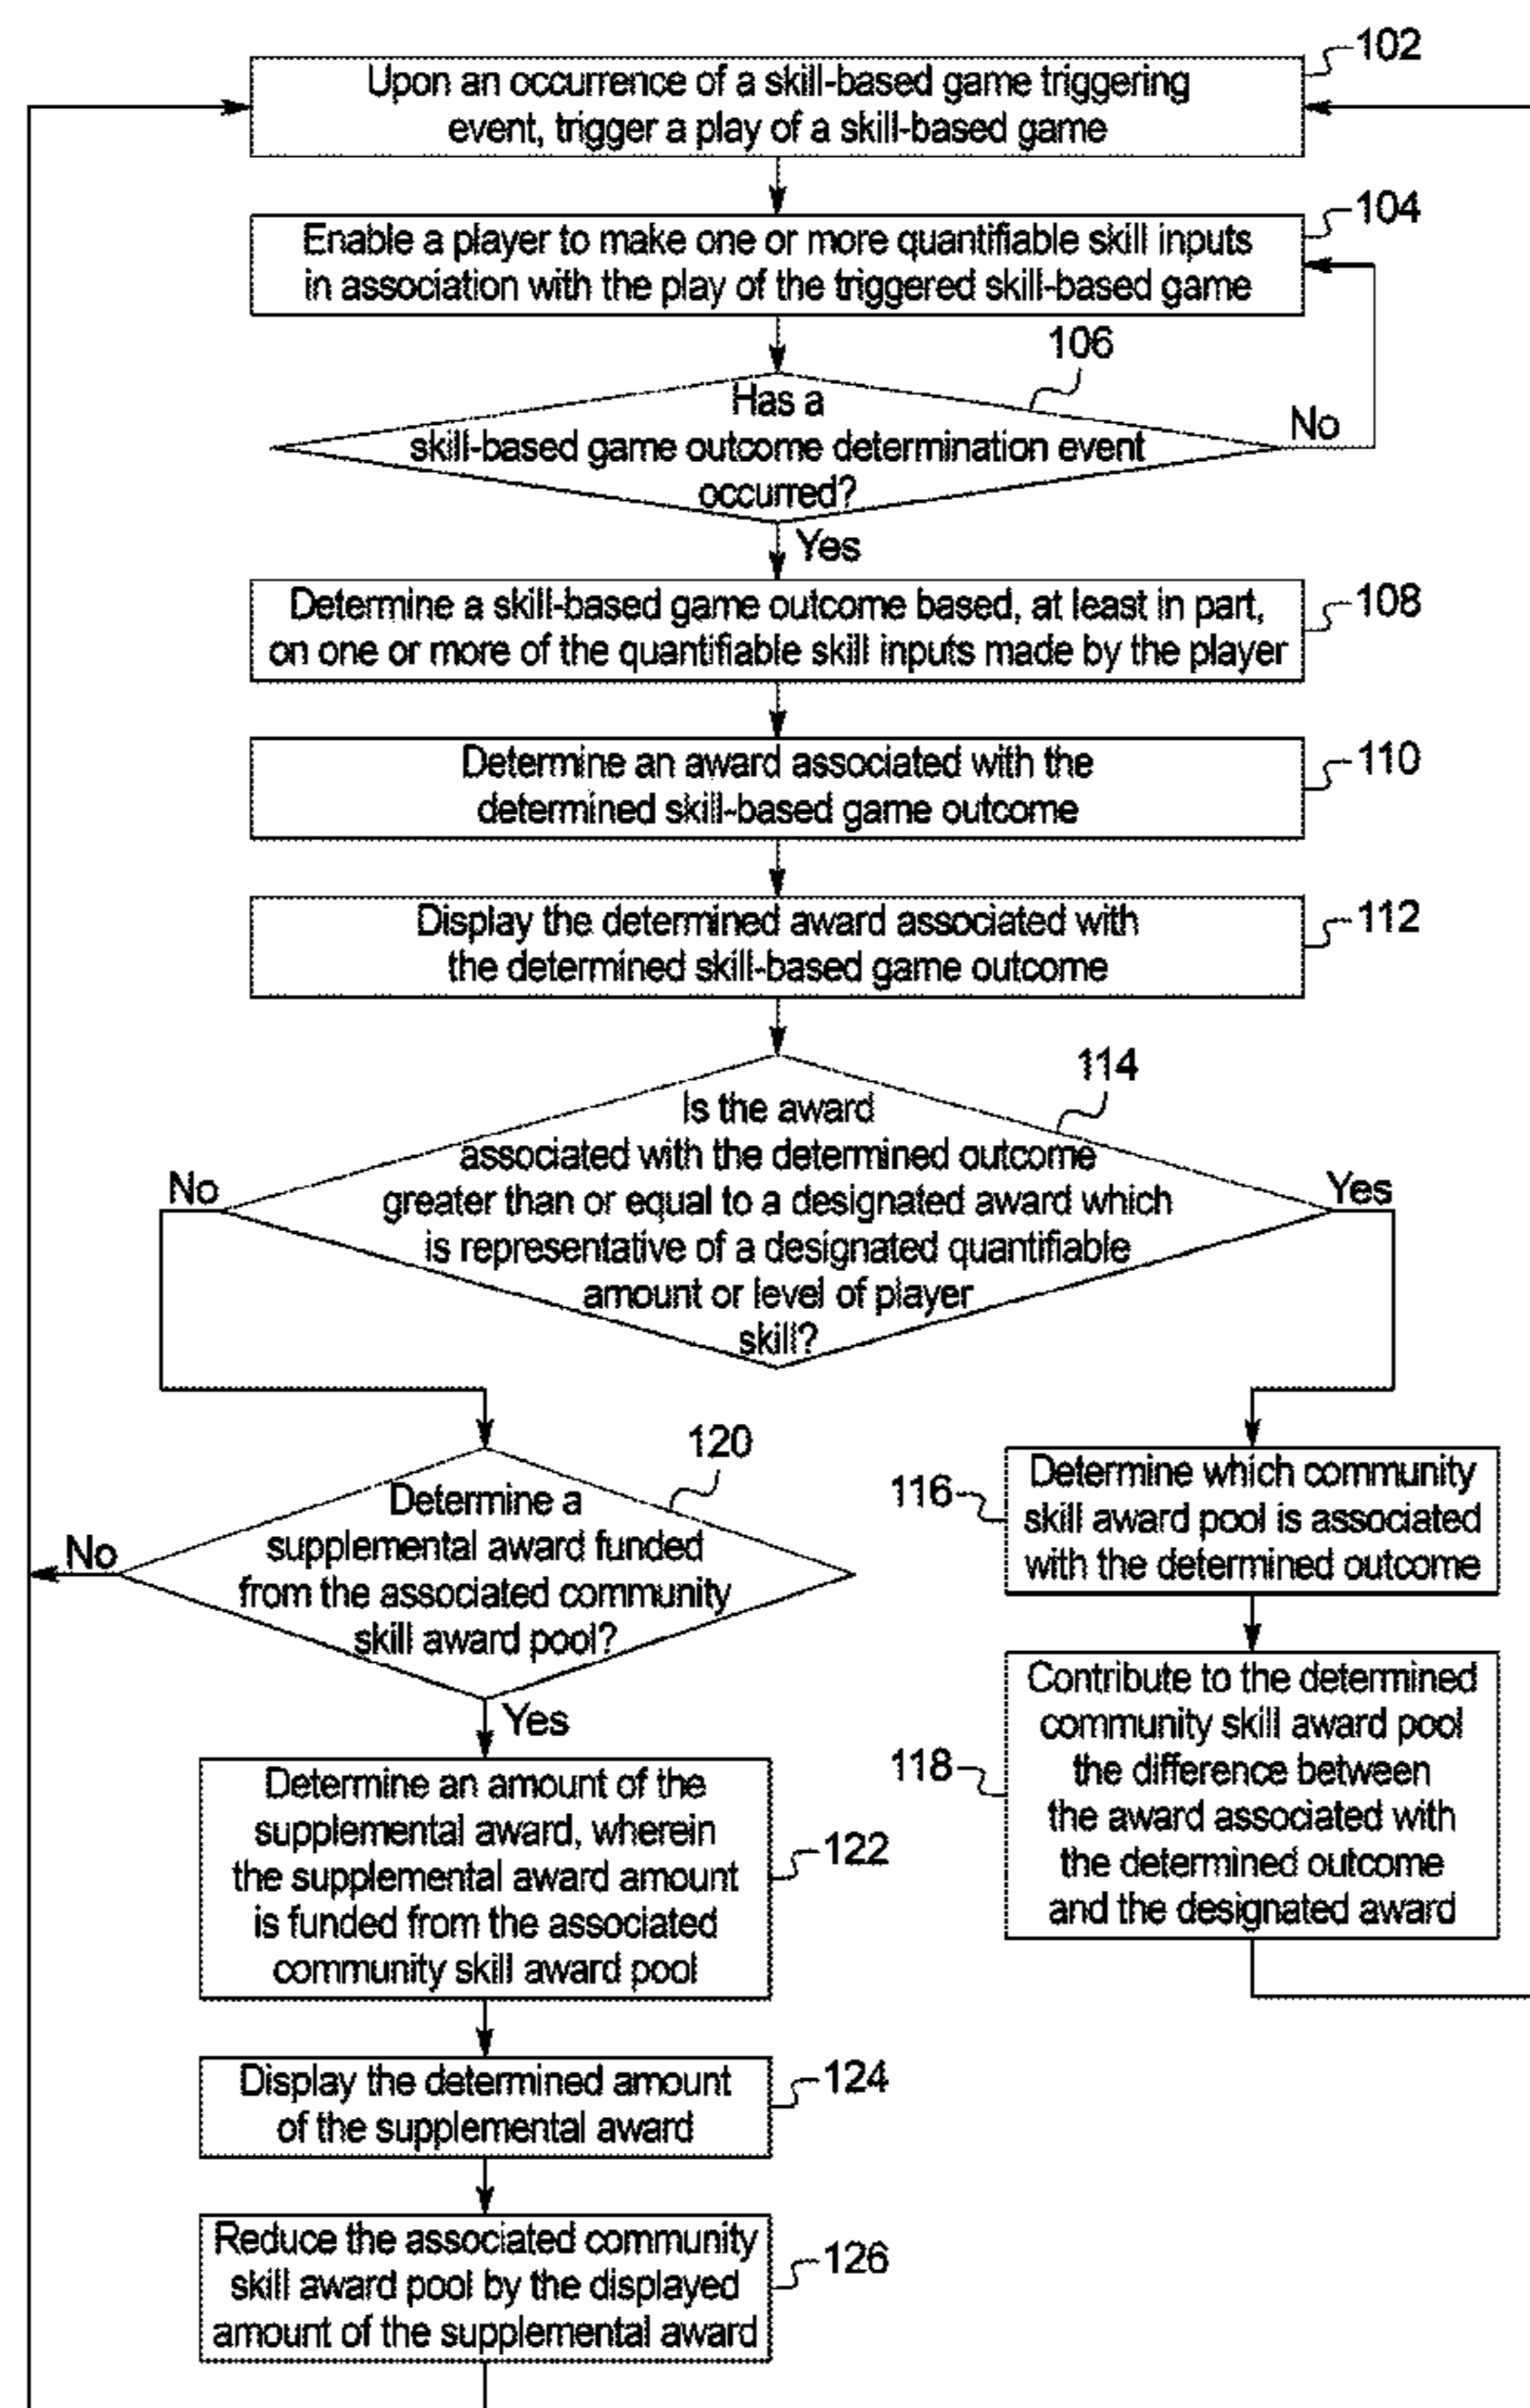 102
Upon an occurrence of a skill-based game triggering
event, trigger a play of a skill-based game
104
Enable a player to make one or more quantifiable skill inputs
in association with the play of the triggered skill-based game
106
Has a
skill-based game outcome determination event
occurred?
No
Yes
108
Determine a skill-based game outcome based, at least in part,
on one or more of the quantifiable skill inputs made by the player
110
Determine an award associated with the
determined skill-based game outcome
112
Display the determined award associated with
the determined skill-based game outcome
114
Is the award
associated with the determined outcome
greater than or equal to a designated award which
is representative of a designated quantifiable
amount or level of player
skill?
No
Yes
120
Determine a
supplemental award funded
from the associated community
skill award pool?
No
Yes
116
Determine which community
skill award pool is associated
with the determined outcome
118
Contribute to the determined
community skill award pool
the difference between
the award associated with
the determined outcome
and the designated award
122
Determine an amount of the
supplemental award, wherein
the supplemental award amount
is funded from the associated
community skill award pool
124
Display the determined amount
of the supplemental award
126
Reduce the associated community
skill award pool by the displayed
amount of the supplemental award